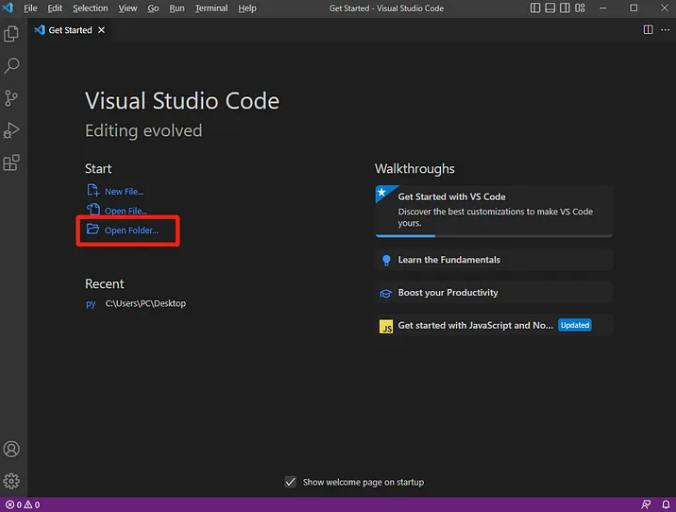 File Edit Selection View Go Run Terminal Help
Get Started - Visual Studio Code
Get Started
Visual Studio Code
Editing evolved
Start
New File...
Open File...
Open Folder...
Recent
py C:\Users\PC\Desktop
Walkthroughs
Get Started with VS Code
Discover the best customizations to make VS Code
yours.
Learn the Fundamentals
Boost your Productivity
JS Get started with JavaScript and No... Updated
Show welcome page on startup
0 0